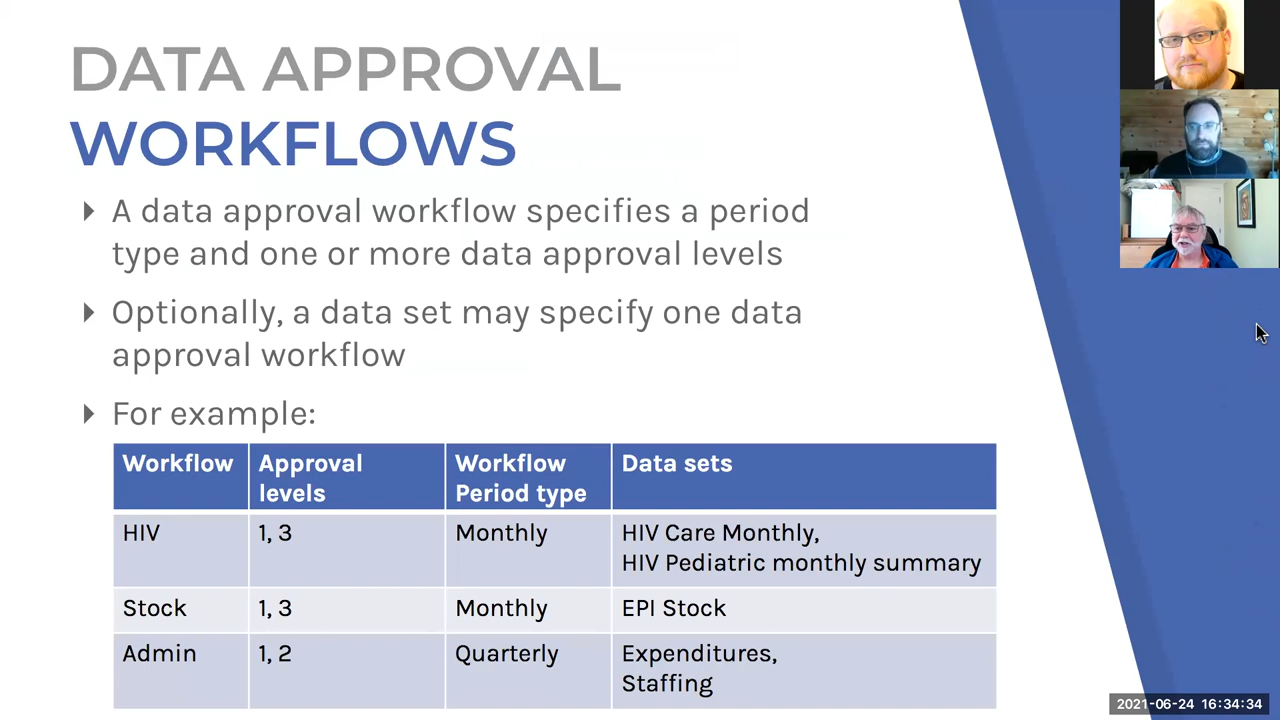 DATA APPROVAL
WORKFLOWS
A data approval workflow specifies a period
type and one or more data approval levels
Optionally, a data set may specify one data
approval workflow
For example:
Workflow Approval levels Workflow Period type Data sets
HIV 1, 3 Monthly HIV Care Monthly,
HIV Pediatric monthly summary
Stock 1, 3 Monthly EPI Stock
Admin 1, 2 Quarterly Expenditures,
Staffing
2021-06-24 16:34:34